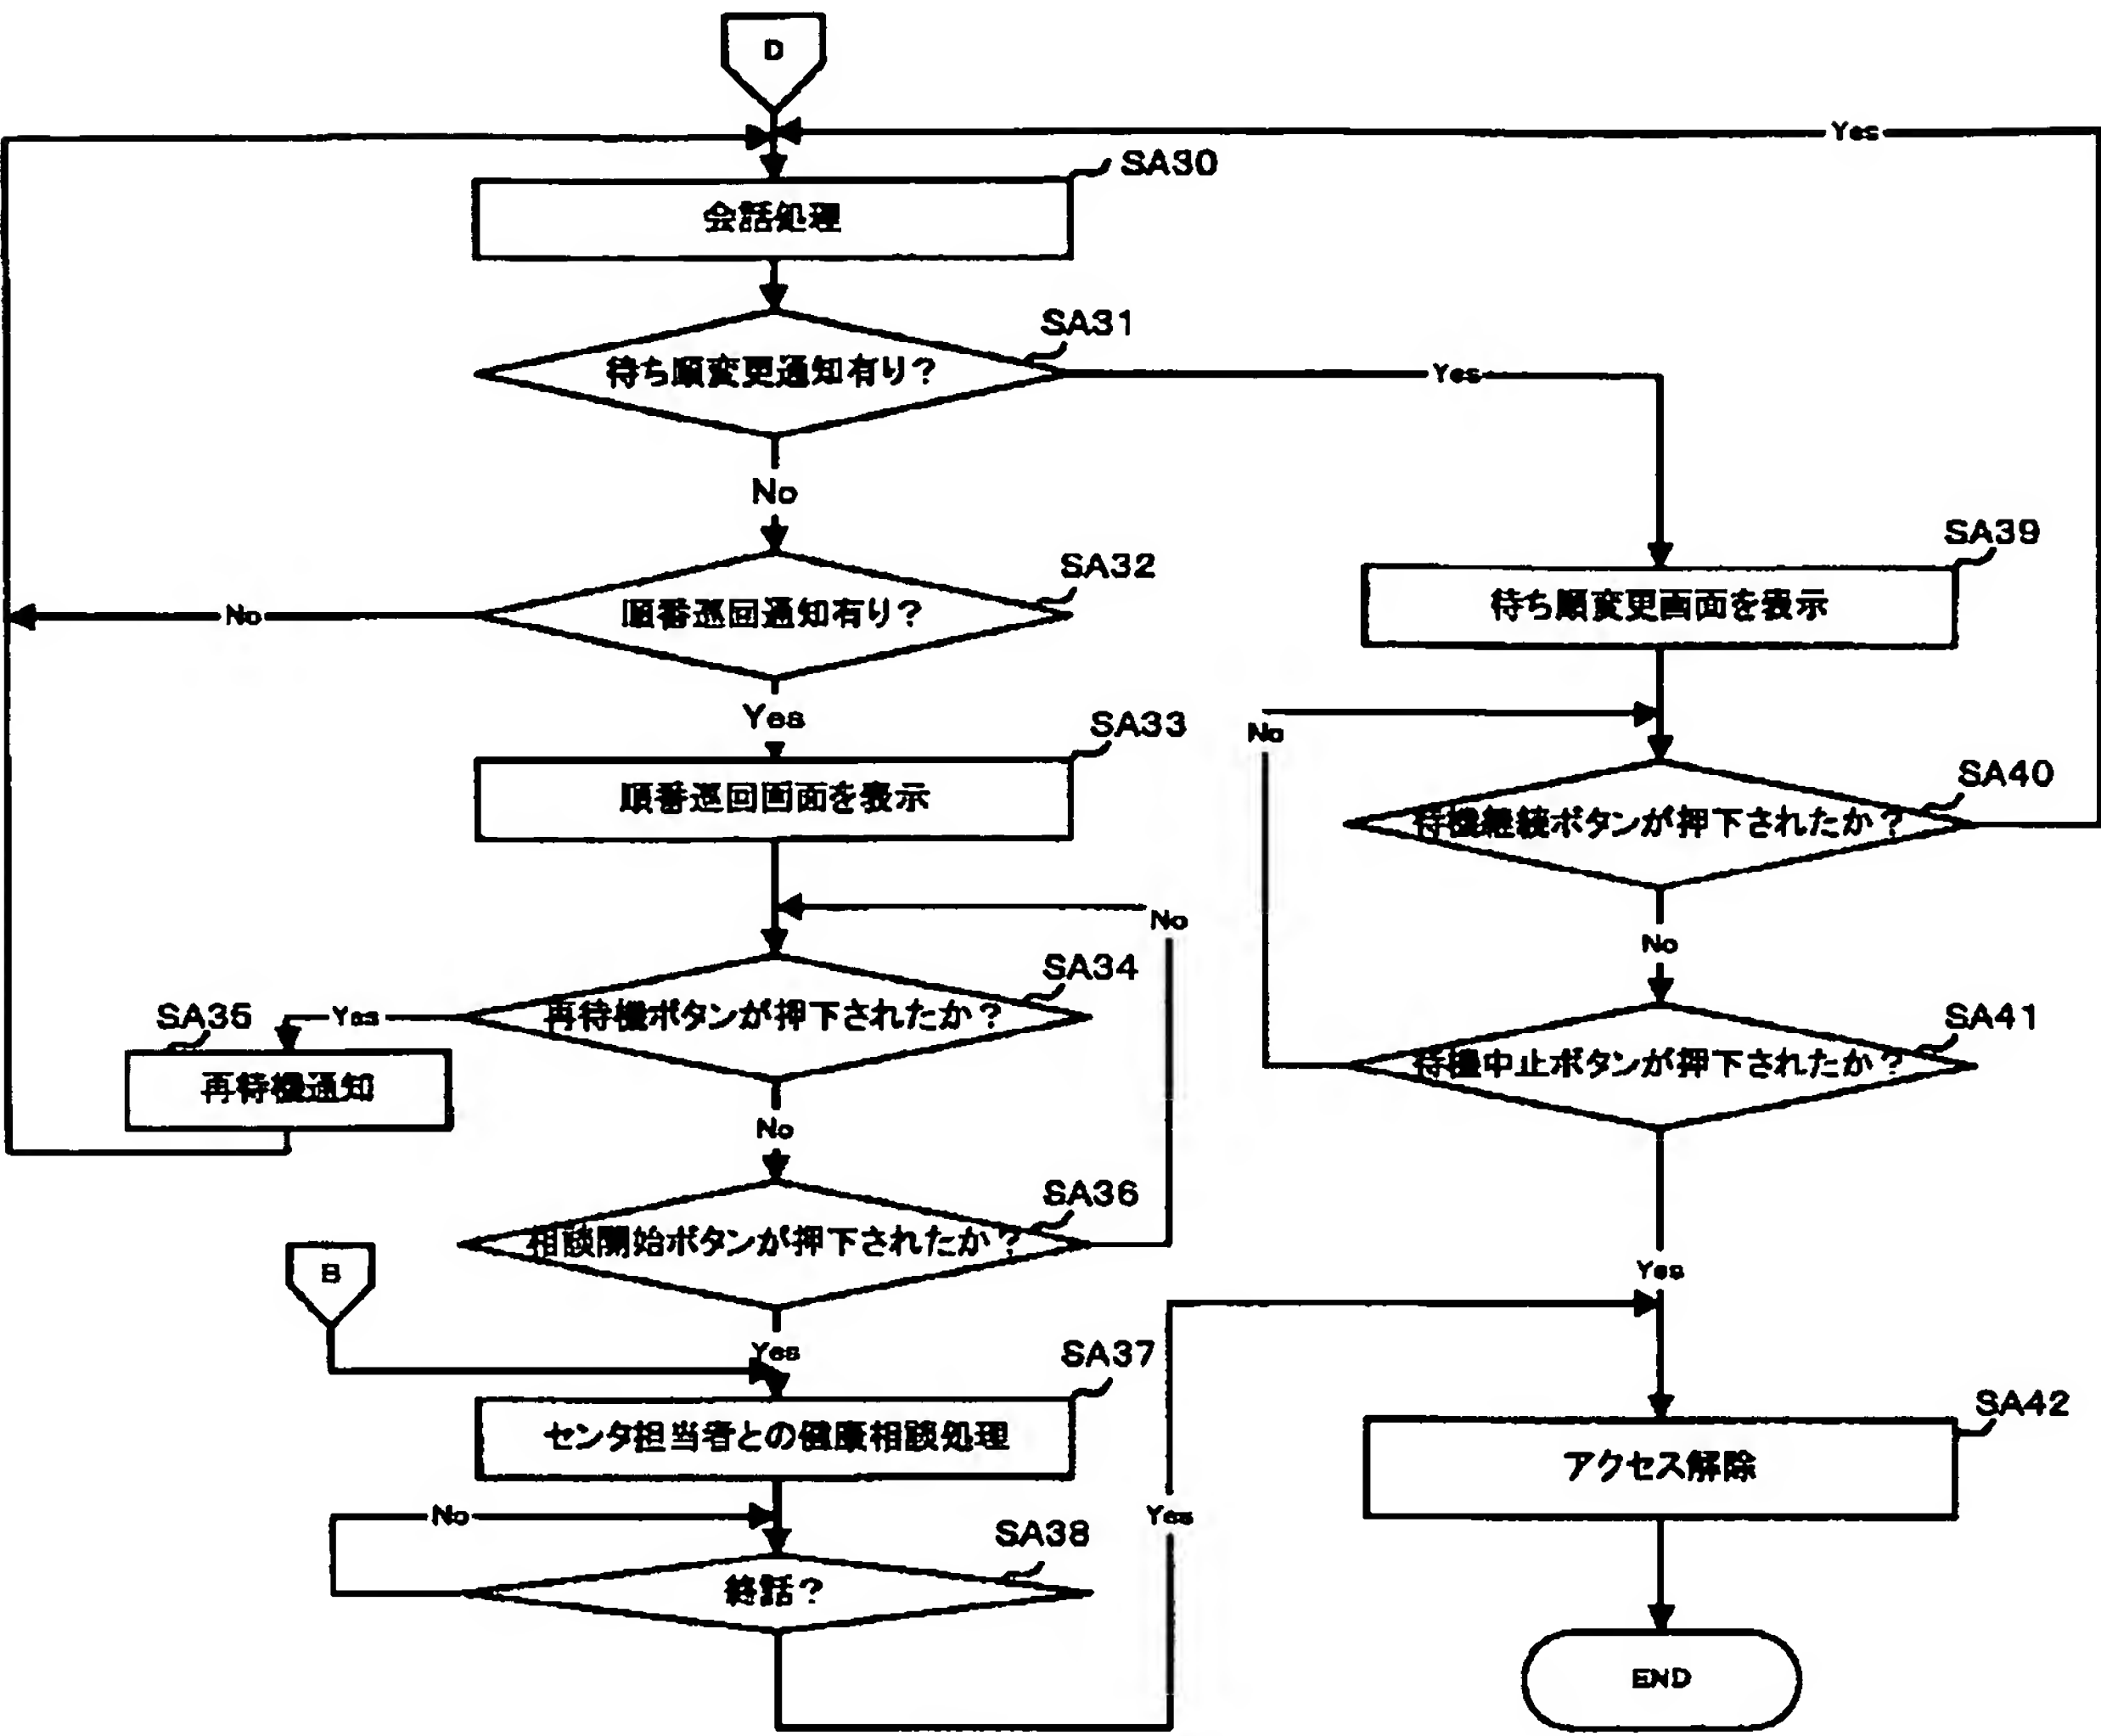 D
Yes
SA30
会話処理
SA31
待ち順変更通知有り?
Yes
No
SA32
順番巡回通知有り?
No
Yes
SA39
待ち順変更画面を表示
SA33
順番巡回画面を表示
No
SA40
待機継続ボタンが押下されたか?
No
No
SA34
再待機ボタンが押下されたか?
Yes
SA35
再待機通知
No
SA41
待機中止ボタンが押下されたか?
Yes
SA36
相談開始ボタンが押下されたか?
B
Yes
SA37
センタ担当者との健康相談処理
SA42
アクセス解除
No
Yes
SA38
終話?
END